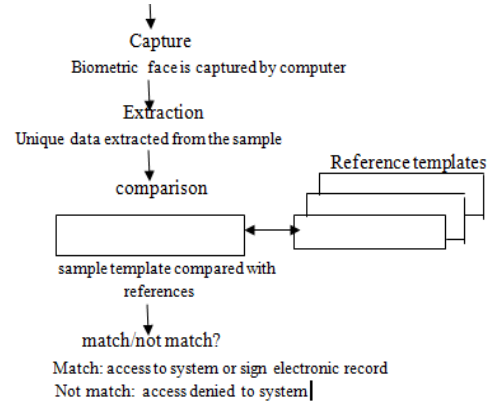 Capture
Biometric face is captured by computer
Extraction
Unique data extracted from the sample
Reference templates
comparison
sample template compared with
references
match/not match?
Match: access to system or sign electronic record
Not match: access denied to system